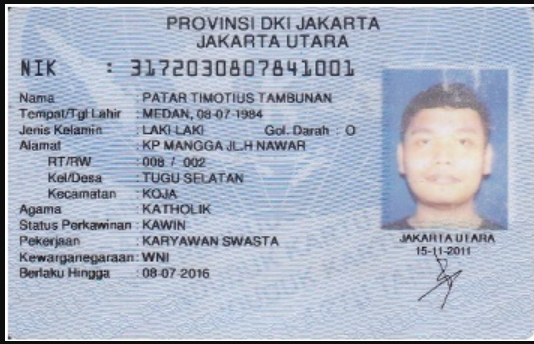 PROVINSI DKI JAKARTA
JAKARTA UTARA
NIK : 3172030807841001
Nama : PATAR TIMOTIUS TAMBUNAN
Tempat/Tgl Lahir : MEDAN, 08-07-1984
Jenis Kelamin : LAKI-LAKI Gol. Darah : O
Alamat : KP MANGGA JL.H NAWAR
RT/RW : 008 / 002
Kel/Desa : TUGU SELATAN
Kecamatan : KOJA
Agama : KATHOLIK
Status Perkawinan : KAWIN
Pekerjaan : KARYAWAN SWASTA
Kewarganegaraan : WNI
Berlaku Hingga : 08-07-2016
JAKARTA UTARA
15-11-2011